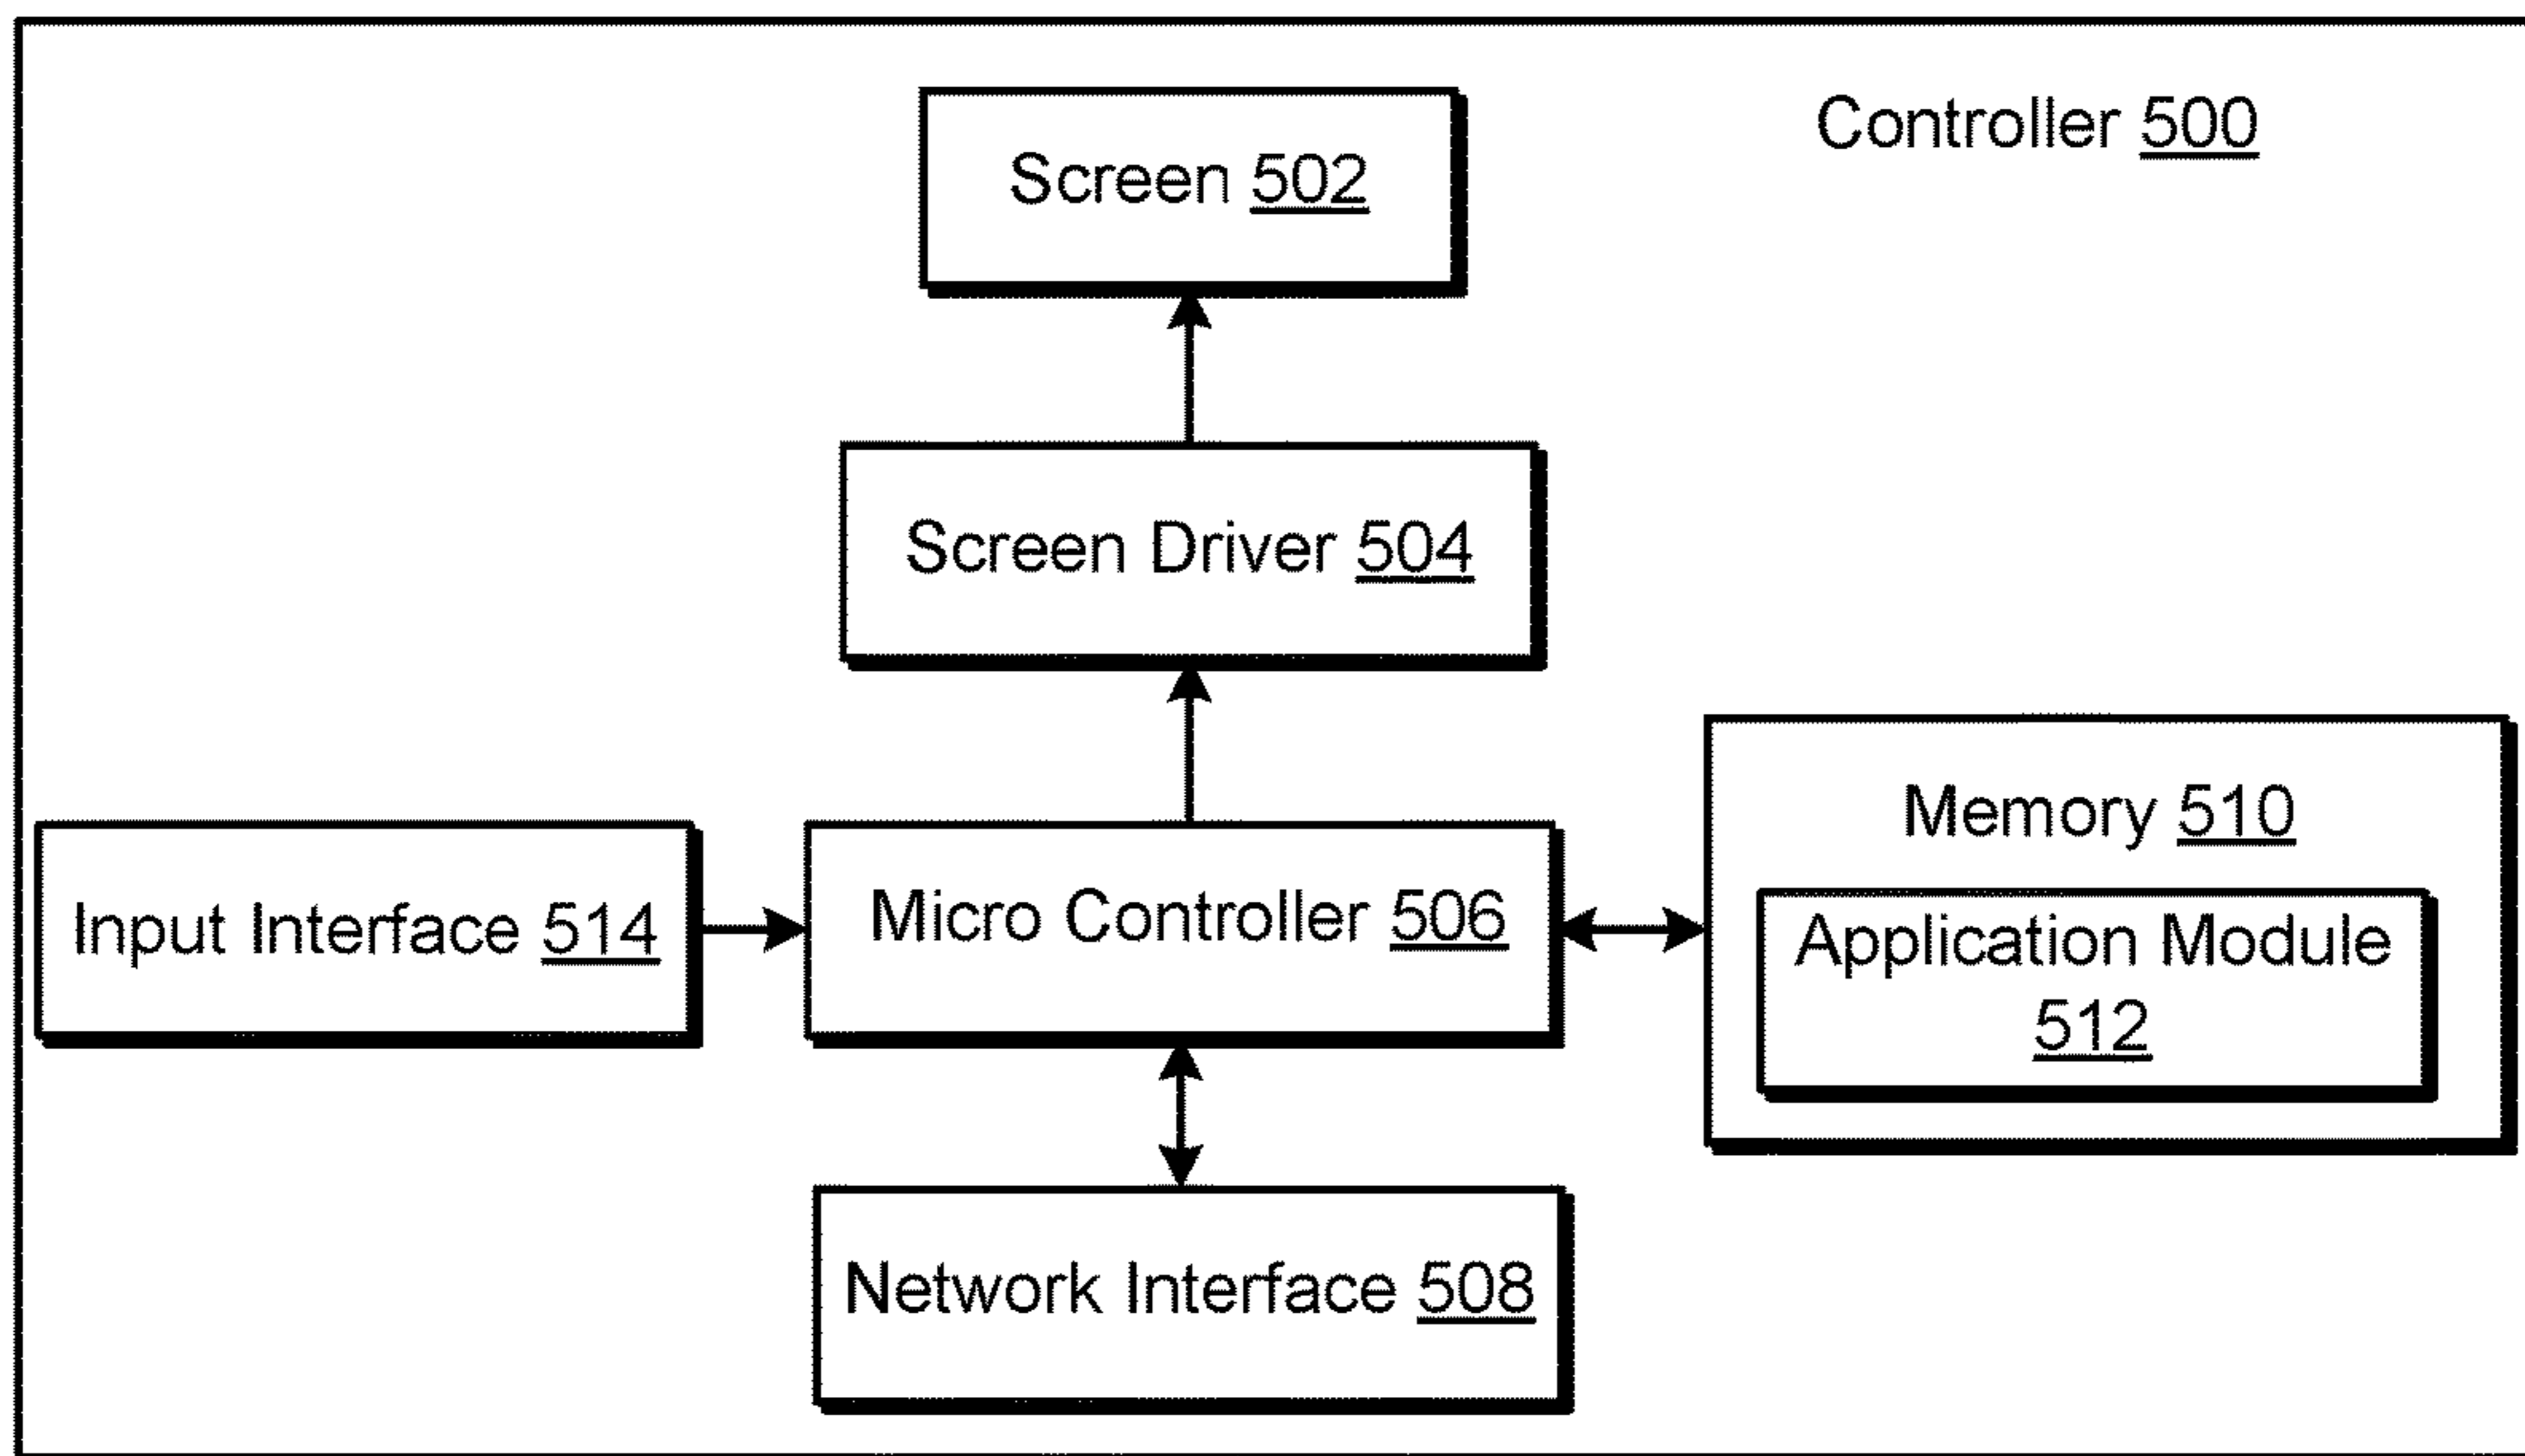 Controller 500
Screen 502
Screen Driver 504
Memory 510
Input Interface 514
Micro Controller 506
Application Module
512
Network Interface 508